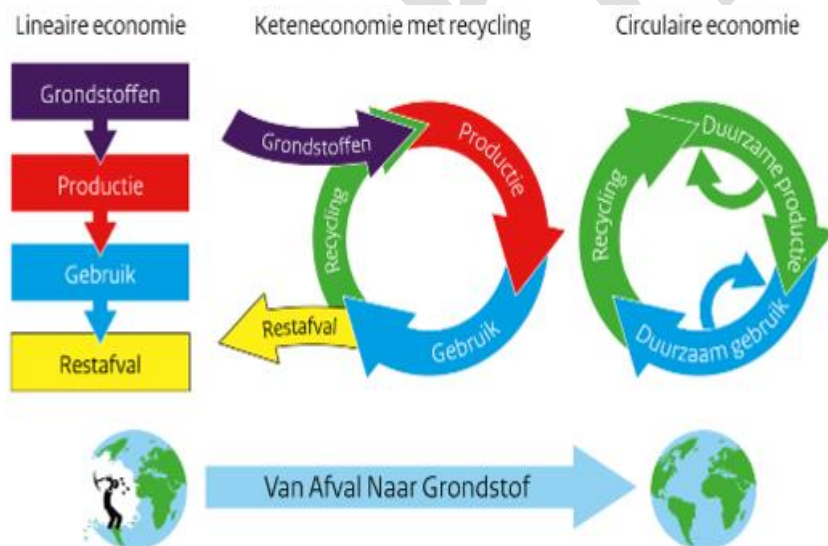 Lineaire economie
Grondstoffen
Productie
Gebruik
Restafval
Keteneconomie met recycling
Grondstoffen
Productie
Gebruik
Recycling
Restafval
Circulaire economie
Duurzame productie
Duurzaam gebruik
Recycling
Van Afval Naar Grondstof